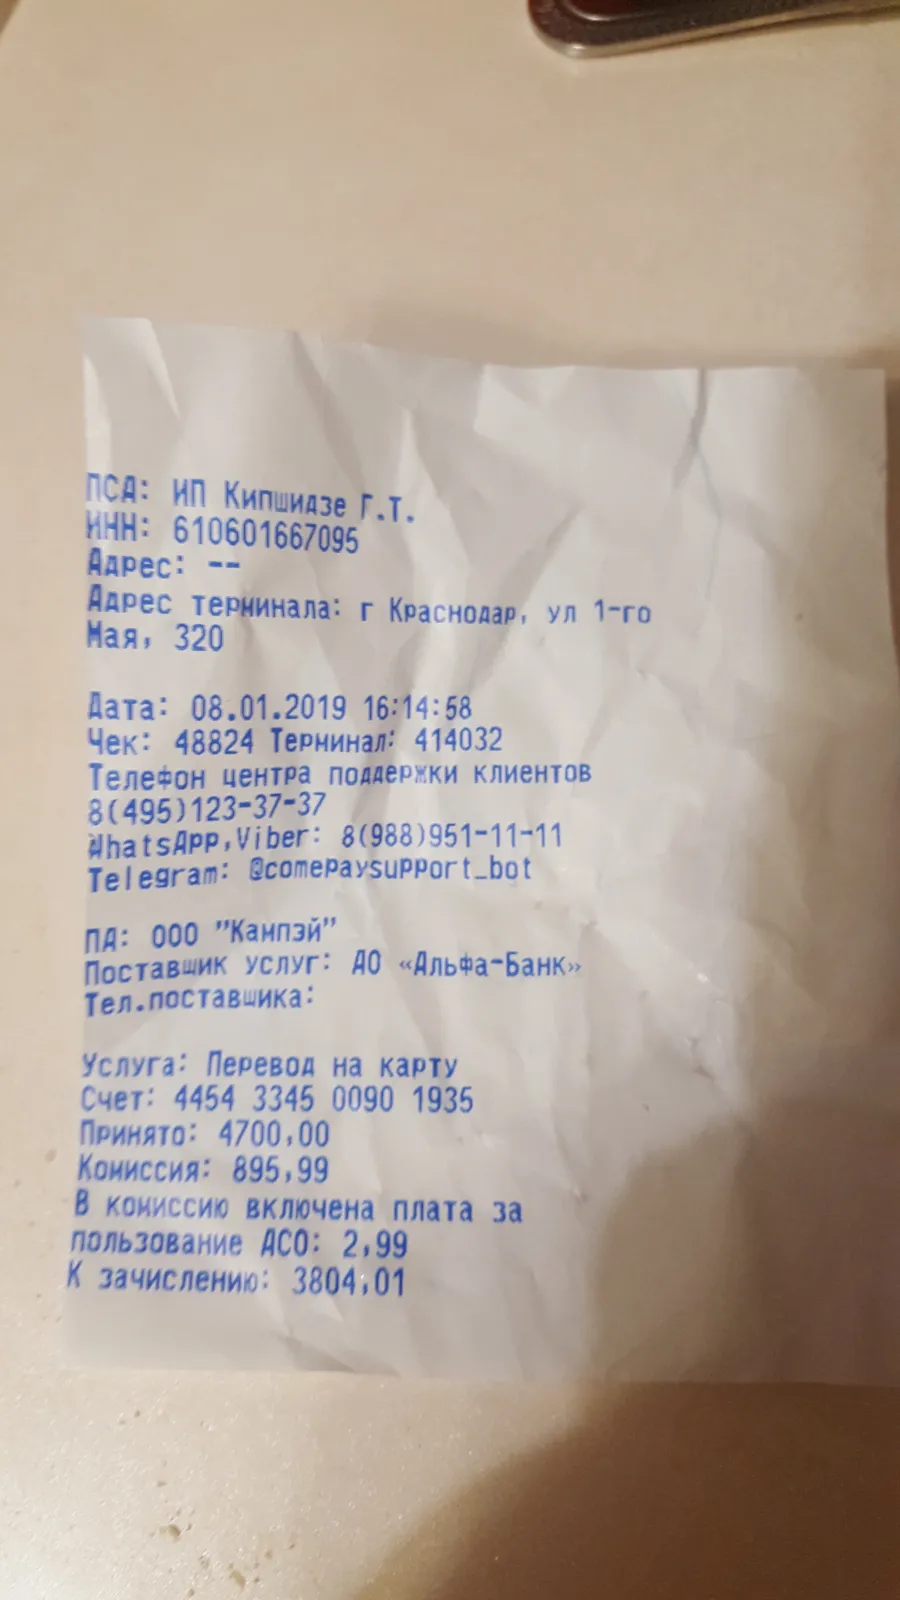 ПСА: ИП Кипшидзе Г.Т.
ИНН: 610601667095
Адрес: --
Адрес терминала: г Краснодар, ул 1-го
Мая, 320
Дата: 08.01.2019 16:14:58
Чек: 48824 Терминал: 414032
Телефон центра поддержки клиентов
8(495)123-37-37
WhatsApp,Viber: 8(988)951-11-11
Telegram: @comepaysupport_bot
ПА: ООО "Кампэй"
Поставшик услуг: АО «Альфа-Банк»
Тел.поставшика:
Услуга: Перевод на карту
Счет: 4454 3345 0090 1935
Принято: 4700,00
Комиссия: 895,99
В комиссию включена плата за
пользование АСО: 2,99
К зачислению: 3804,01